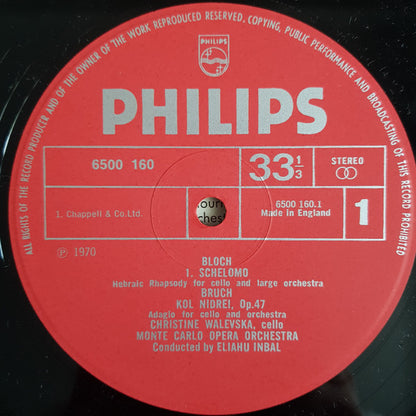 ALL RIGHTS OF THE RECORD PRODUCER AND OF THE OWNER OF THE WORK REPRODUCED RESERVED, COPYING, PUBLIC PERFORMANCE AND BROADCASTING OF THIS RECORD PROHIBITED
PHILIPS
PHILIPS
6500 160
33 1/3
STEREO
1. Chappell & Co. Ltd.
6500 160.1
Made in England
1
℗ 1970
BLOCH
1. SCHELOMO
Hebraic Rhapsody for cello and large orchestra
BRUCH
KOL NIDREI, Op.47
Adagio for cello and orchestra
CHRISTINE WALEVSKA, cello
MONTE CARLO OPERA ORCHESTRA
Conducted by ELIAHU INBAL